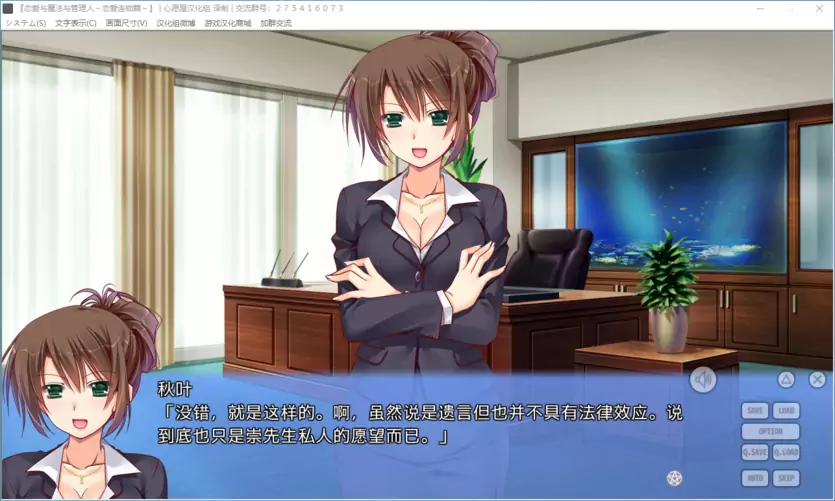 『恋爱与魔法与管理人～恋爱连锁篇～』 | 心愿屋汉化组 译制 | 交流群号：２７５４１６０７３
システム(S) 文字表示(C) 画面尺寸(V) 汉化组微博 游戏汉化商城 加群交流
秋叶
「没错，就是这样的。啊，虽然说是遗言但也并不具有法律效应。说
到底也只是崇先生私人的愿望而已。」
SAVE LOAD
OPTION
Q.SAVE Q.LOAD
AUTO SKIP